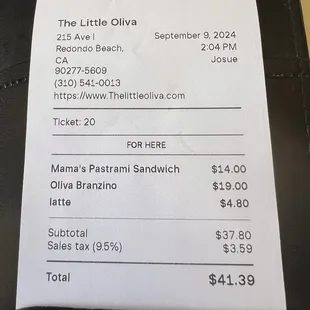 The Little Oliva
215 Ave I September 9, 2024
Redondo Beach, 2:04 PM
CA Josue
90277-5609
(310) 541-0013
https://www.Thelittleoliva.com
Ticket: 20
FOR HERE
Mama's Pastrami Sandwich $14.00
Oliva Branzino $19.00
latte $4.80
Subtotal $37.80
Sales tax (9.5%) $3.59
Total $41.39